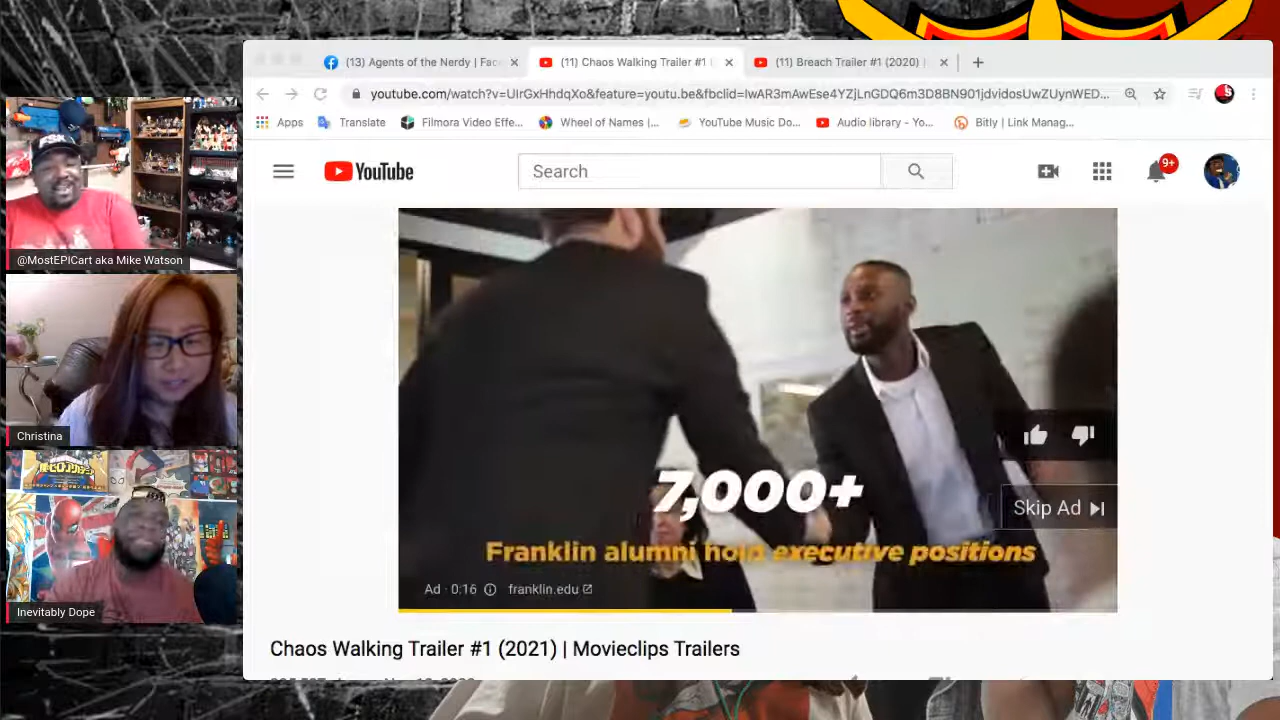 (13) Agents of the Nerdy | Fac
(11) Chaos Walking Trailer #1
(11) Breach Trailer #1 (2020) |
youtube.com/watch?v=UIrGxHhdqXo&feature=youtu.be&fbclid=IwAR3mAwEse4YZjLnGDQ6m3D8BN901jdvidosUwZUynWED...
Apps
Translate
Filmora Video Effe...
Wheel of Names |...
YouTube Music Do...
Audio library - Yo...
Bitly | Link Manag...
YouTube
Search
9+
@MostEPICart aka Mike Watson
Christina
Inevitably Dope
7,000+
Franklin alumni hold executive positions
Skip Ad
Ad · 0:16
franklin.edu
Chaos Walking Trailer #1 (2021) | Movieclips Trailers